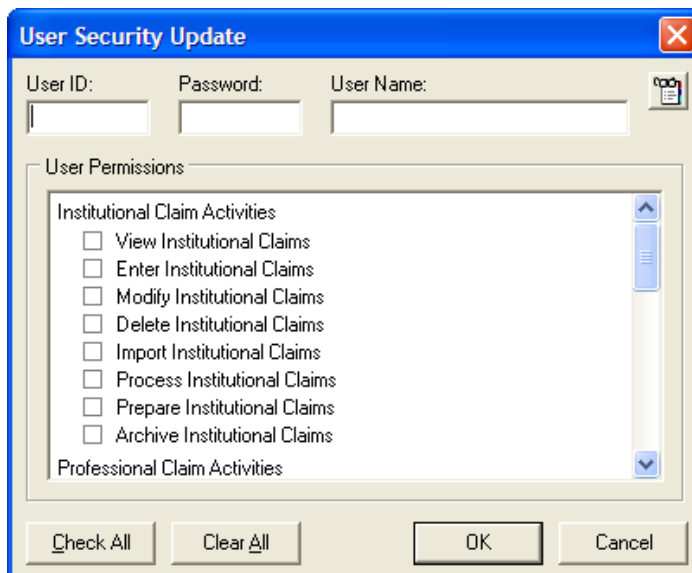 User Security Update
User ID: Password: User Name:
User Permissions
Institutional Claim Activities
View Institutional Claims
Enter Institutional Claims
Modify Institutional Claims
Delete Institutional Claims
Import Institutional Claims
Process Institutional Claims
Prepare Institutional Claims
Archive Institutional Claims
Professional Claim Activities
Check All Clear All OK Cancel